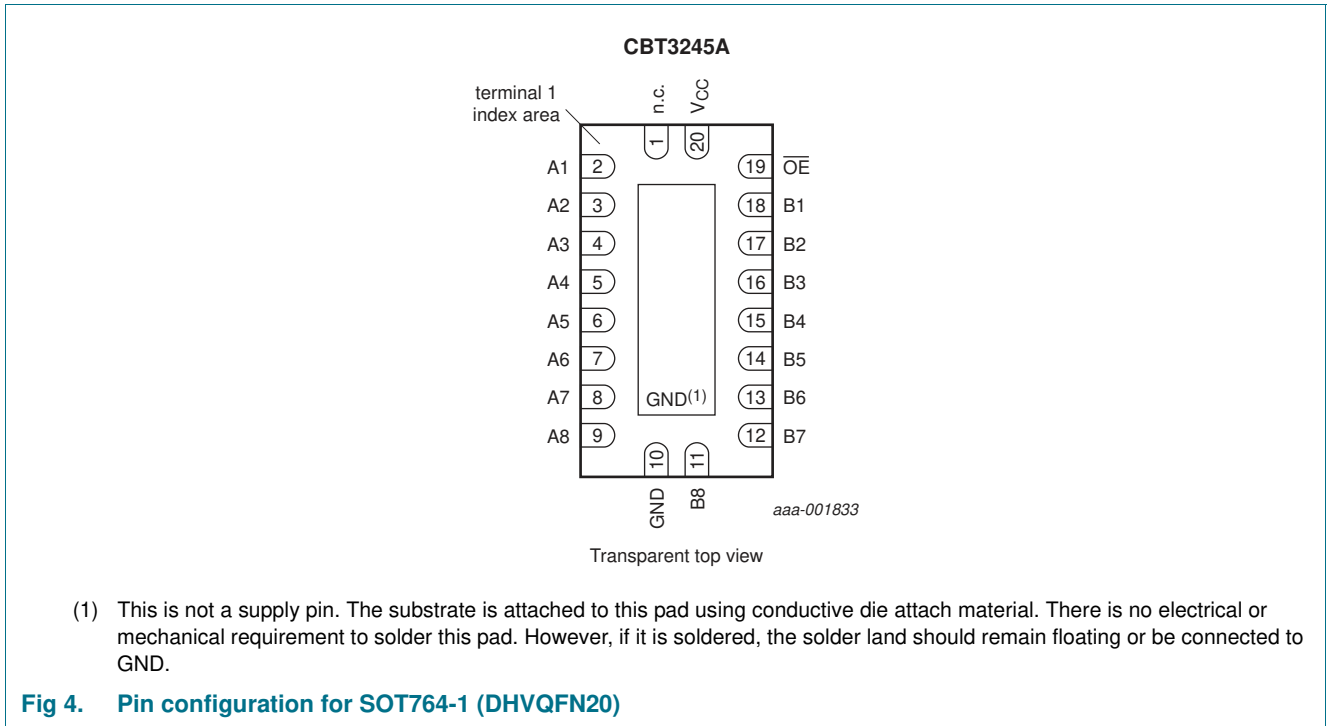 CBT3245A
terminal 1
index area
n.c.
VCC
1
20
A1 2 19 OE
A2 3 18 B1
A3 4 17 B2
A4 5 16 B3
A5 6 15 B4
A6 7 14 B5
A7 8 GND(1) 13 B6
A8 9 12 B7
10 11
GND B8
aaa-001833
Transparent top view
(1) This is not a supply pin. The substrate is attached to this pad using conductive die attach material. There is no electrical or
mechanical requirement to solder this pad. However, if it is soldered, the solder land should remain floating or be connected to
GND.
Fig 4. Pin configuration for SOT764-1 (DHVQFN20)